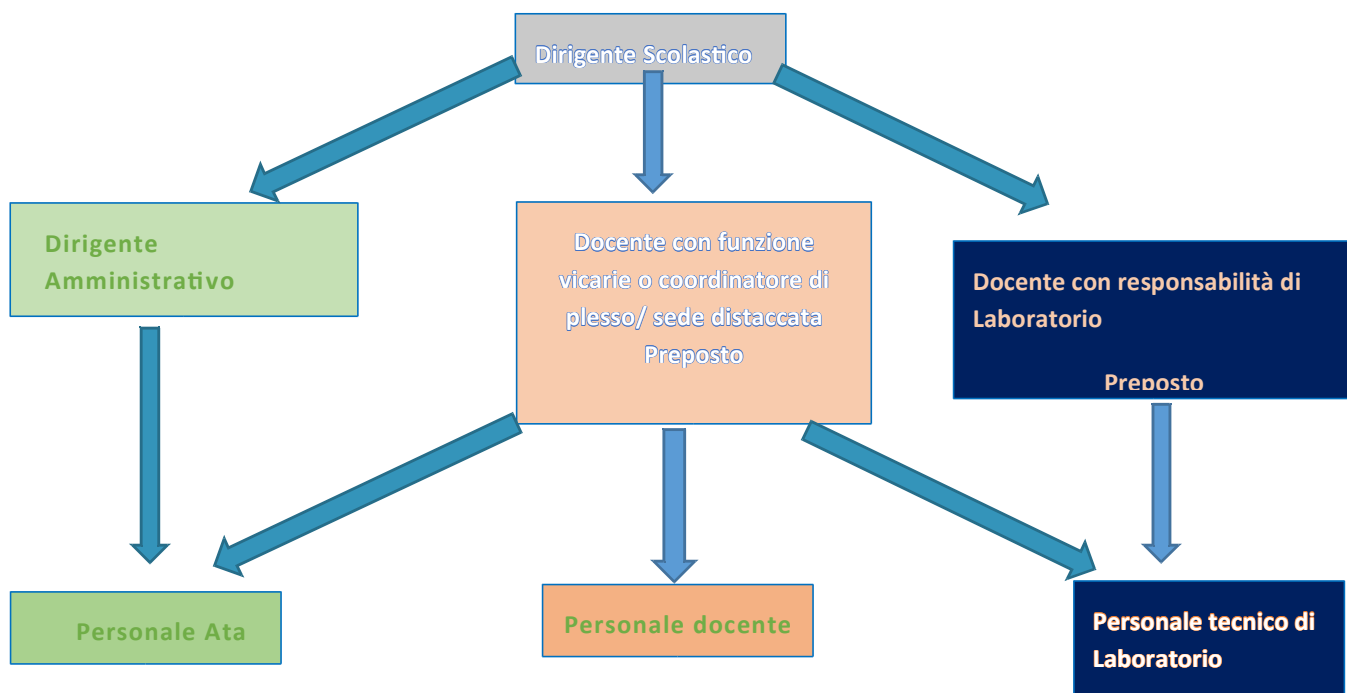 Dirigente Scolastico
Dirigente
Amministrativo
Docente con funzione
vicarie o coordinatore di
plesso/ sede distaccata
Preposto
Docente con responsabilità di
Laboratorio
Preposto
Personale Ata
Personale docente
Personale tecnico di
Laboratorio